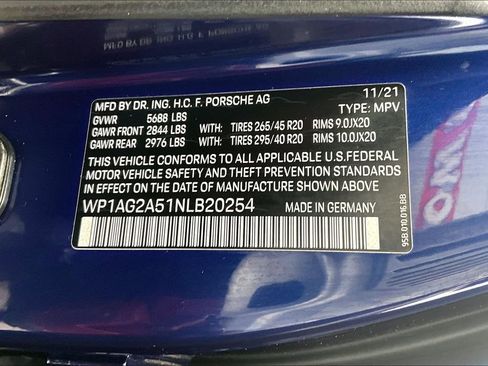 MFD BY DR. ING. H.C. F. PORSCHE AG 11/21
GVWR 5688 LBS TYPE: MPV
GAWR FRONT 2844 LBS WITH: TIRES 265/45 R20 RIMS 9.0JX20
GAWR REAR 2976 LBS WITH: TIRES 295/40 R20 RIMS 10.0JX20
THIS VEHICLE CONFORMS TO ALL APPLICABLE U.S.FEDERAL
MOTOR VEHICLE SAFETY AND THEFT PREVENTION STANDARDS
IN EFFECT ON THE DATE OF MANUFACTURE SHOWN ABOVE.
WP1AG2A51NLB20254 MADE IN GERMANY
95B.010.016.BB